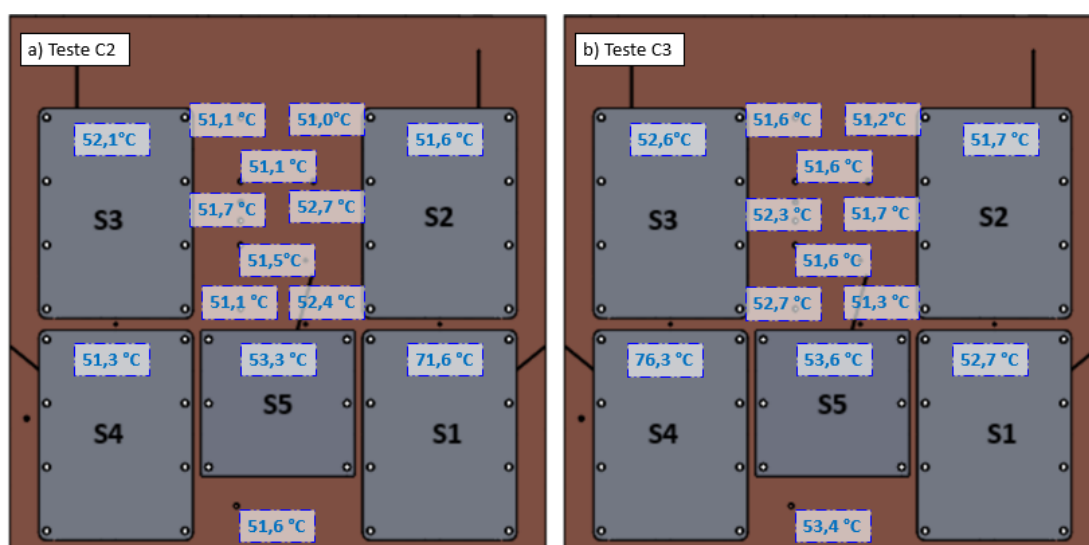 a) Teste C2
52,1°C
51,1 °C
51,0°C
51,6 °C
51,1 °C
S3
51,7 °C
52,7 °C
S2
51,5°C
51,1 °C
52,4 °C
51,3 °C
53,3 °C
71,6 °C
S4
S5
S1
51,6 °C
b) Teste C3
52,6°C
51,6 °C
51,2°C
51,7 °C
51,6 °C
S3
52,3 °C
51,7 °C
S2
51,6 °C
52,7 °C
51,3 °C
76,3 °C
53,6 °C
52,7 °C
S4
S5
S1
53,4 °C